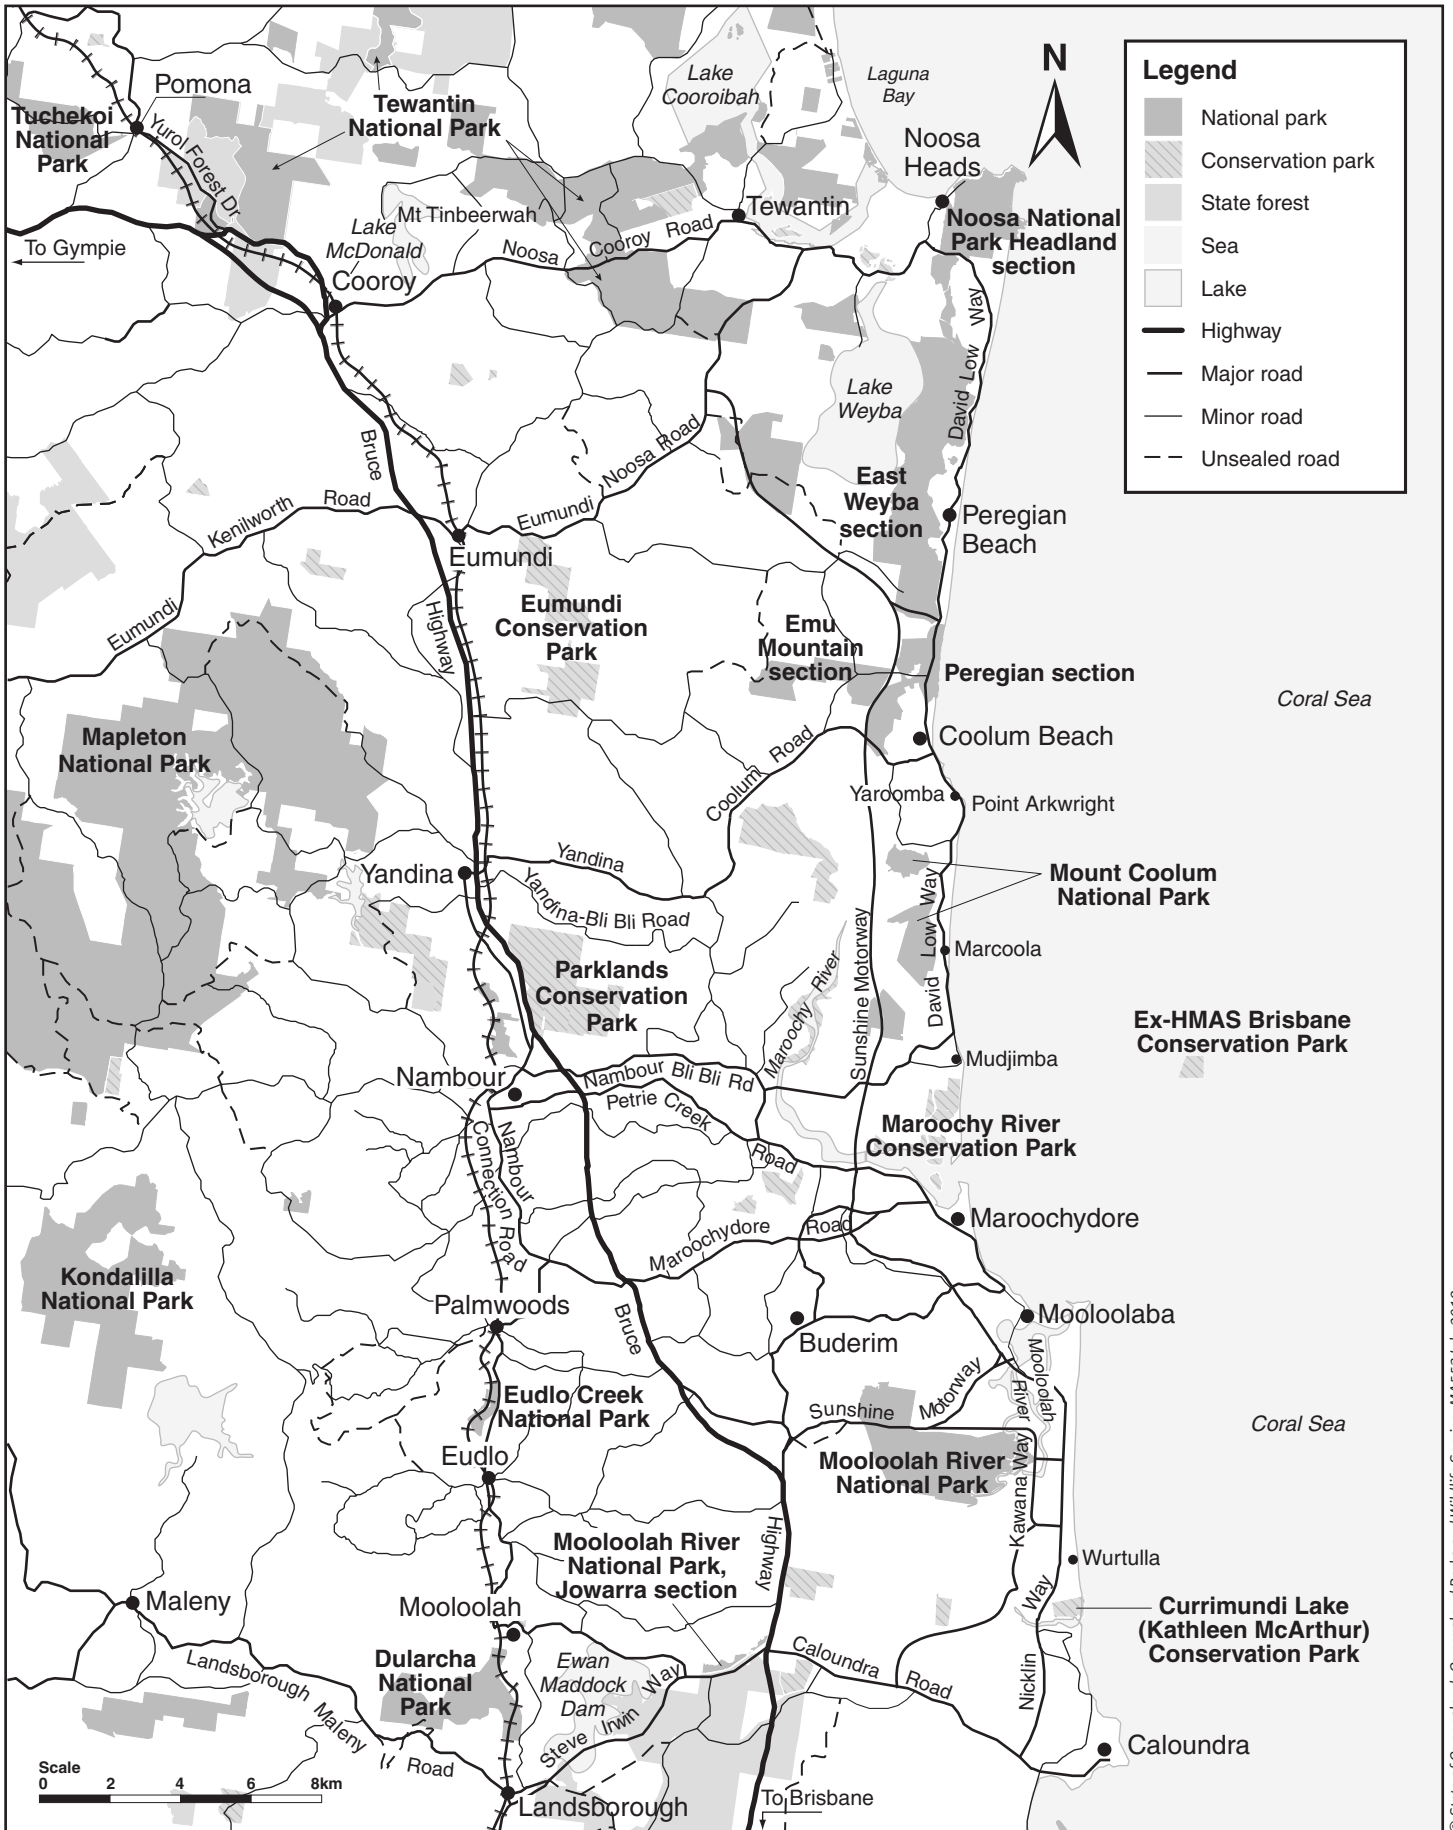 Pomona
Tuchekoi
National
Park
Yurol Forest Dr
Tewantin
National Park
Lake
Cooroibah
Laguna
Bay
Noosa
Heads
N
Legend
National park
Conservation park
State forest
Sea
Lake
Highway
Major road
Minor road
Unsealed road
To Gympie
Mt Tinbeerwah
Lake
McDonald
Cooroy
Noosa Cooroy Road
Tewantin
Noosa National
Park Headland
section
David Low Way
Lake
Weyba
Bruce
Noosa Road
Eumundi
East
Weyba
section
Peregian
Beach
Kenilworth Road
Eumundi
Eumundi
Highway
Eumundi
Conservation
Park
Emu
Mountain
section
Peregian section
Coral Sea
Mapleton
National Park
Coolum Road
Coolum Beach
Yaroomba
Point Arkwright
Yandina
Yandina
Yandina-Bli Bli Road
Mount Coolum
National Park
David Low Way
Marcoola
Parklands
Conservation
Park
Maroochy River
Sunshine Motorway
Ex-HMAS Brisbane
Conservation Park
Mudjimba
Nambour
Nambour Bli Bli Rd
Petrie Creek
Road
Maroochy River
Conservation Park
Nambour
Connection Road
Maroochydore Road
Maroochydore
Kondalilla
National Park
Palmwoods
Bruce
Buderim
Mooloolaba
Mooloolah
River
Eudlo Creek
National Park
Sunshine Motorway
Coral Sea
Eudlo
Mooloolah River
National Park
Kawana Way
Mooloolah River
National Park,
Jowarra section
Highway
Wurtulla
Maleny
Mooloolah
Nicklin Way
Currimundi Lake
(Kathleen McArthur)
Conservation Park
Dularcha
National
Park
Ewan
Maddock
Dam
Steve Irwin Way
Caloundra Road
Landsborough
Maleny
Road
Caloundra
Scale
0 2 4 6 8km
Landsborough
To Brisbane